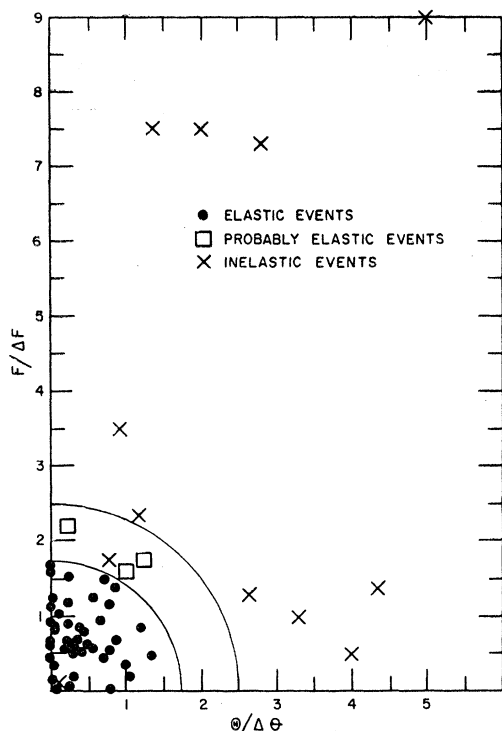 9
8
7
● ELASTIC EVENTS
□ PROBABLY ELASTIC EVENTS
× INELASTIC EVENTS
6
5
F/ΔF
4
3
2
1
0
1 2 3 4 5
Θ/Δ Θ